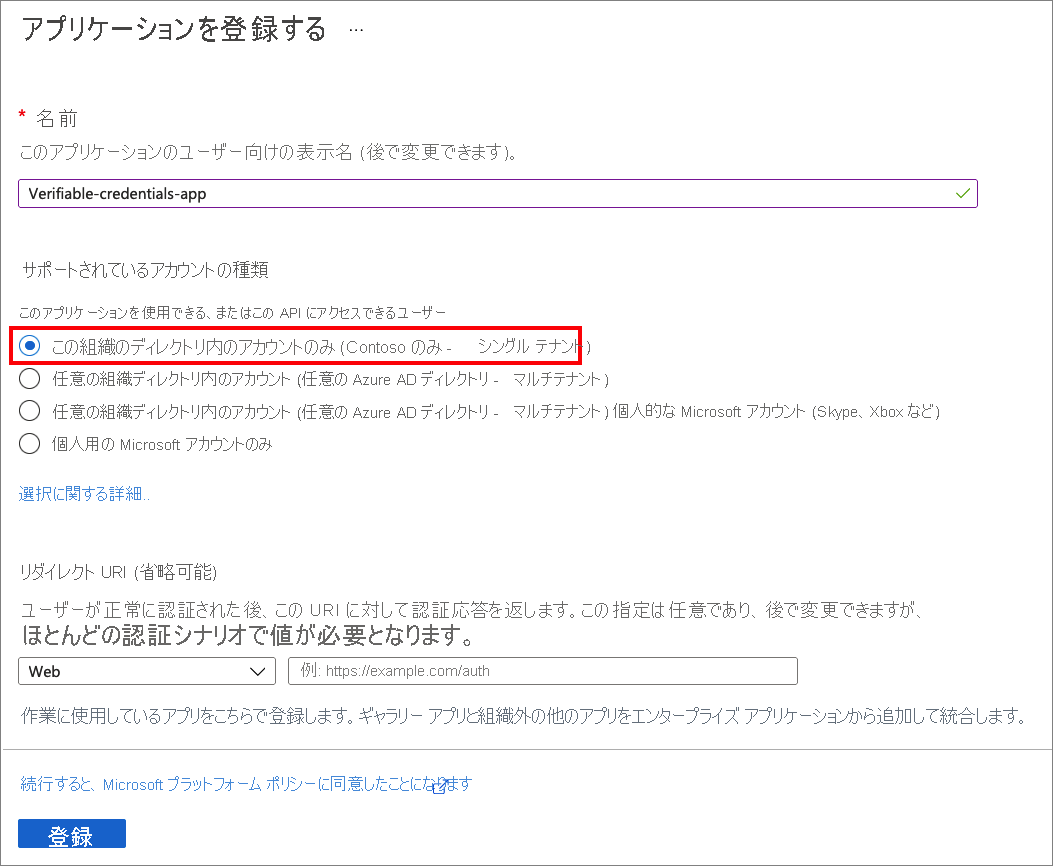 アプリケーションを登録する …
* 名前
このアプリケーションのユーザー向けの表示名 (後で変更できます)。
Verifiable-credentials-app
サポートされているアカウントの種類
このアプリケーションを使用できる、またはこの API にアクセスできるユーザー
この組織のディレクトリ内のアカウントのみ (Contoso のみ - シングル テナント)
任意の組織ディレクトリ内のアカウント (任意の Azure AD ディレクトリ - マルチテナント)
任意の組織ディレクトリ内のアカウント (任意の Azure AD ディレクトリ - マルチテナント) 個人的な Microsoft アカウント (Skype、Xbox など)
個人用の Microsoft アカウントのみ
選択に関する詳細..
リダイレクト URI (省略可能)
ユーザーが正常に認証された後、この URI に対して認証応答を返します。この指定は任意であり、後で変更できますが、
ほとんどの認証シナリオで値が必要となります。
Web 例: https://example.com/auth
作業に使用しているアプリをこちらで登録します。ギャラリー アプリと組織外の他のアプリをエンタープライズ アプリケーションから追加して統合します。
続行すると、Microsoft プラットフォーム ポリシーに同意したことになります
登録